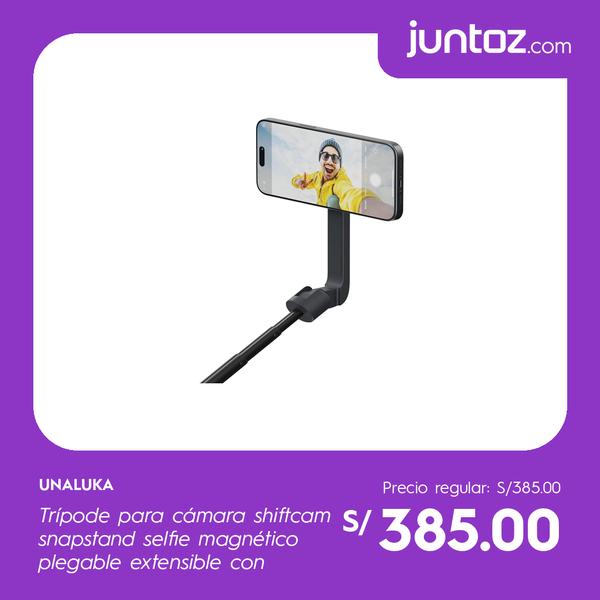 juntoz.com
UNALUKA
Trípode para cámara shiftcam
snapstand selfie magnético
plegable extensible con
Precio regular: S/385.00
S/ 385.00